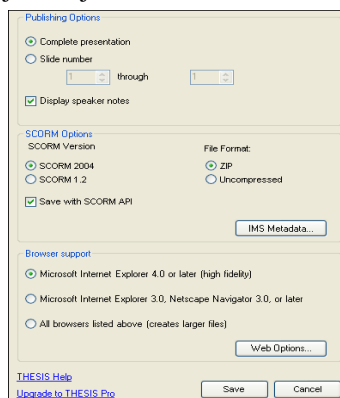 Publishing Options
Complete presentation
Slide number
1 through 1
Display speaker notes
SCORM Options
SCORM Version
File Format:
SCORM 2004
ZIP
SCORM 1.2
Uncompressed
Save with SCORM API
IMS Metadata...
Browser support
Microsoft Internet Explorer 4.0 or later (high fidelity)
Microsoft Internet Explorer 3.0, Netscape Navigator 3.0, or later
All browsers listed above (creates larger files)
Web Options...
THESIS Help
Upgrade to THESIS Pro
Save
Cancel